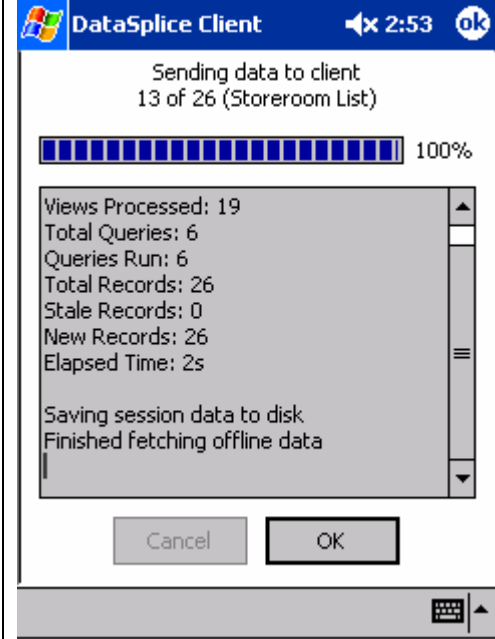 DataSplice Client 2:53 ok
Sending data to client
13 of 26 (Storeroom List)
100%
Views Processed: 19
Total Queries: 6
Queries Run: 6
Total Records: 26
Stale Records: 0
New Records: 26
Elapsed Time: 2s
Saving session data to disk
Finished fetching offline data
Cancel OK